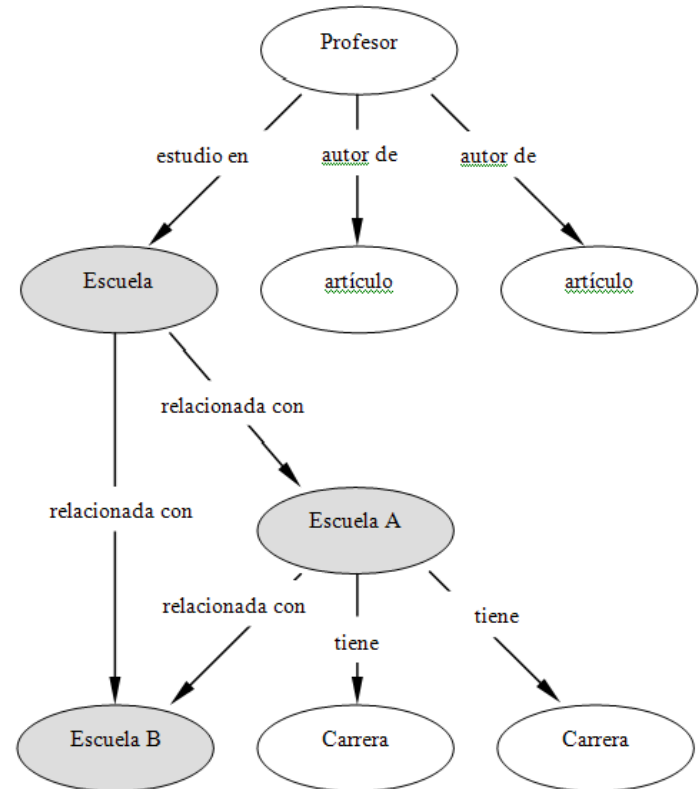 Profesor
estudio en
autor de
autor de
Escuela
artículo
artículo
relacionada con
relacionada con
Escuela A
relacionada con
tiene
tiene
Escuela B
Carrera
Carrera